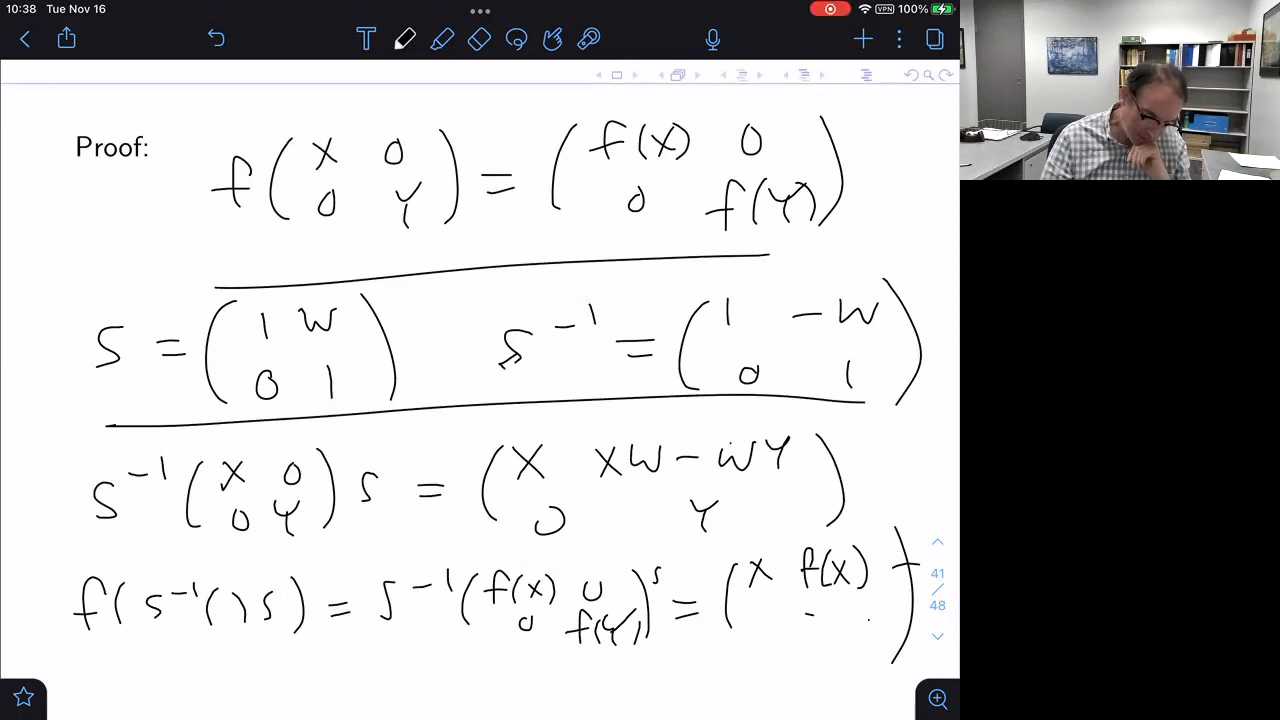 10:38 Tue Nov 16 VPN 100%
Proof: f(X 0 0 Y) = (f(X) 0 0 f(Y))
S = (1 W 0 1) S⁻¹ = (1 -W 0 1)
S⁻¹(X 0 0 Y)S = (X XW-WY 0 Y)
f(S⁻¹( )S) = S⁻¹(f(X) 0 0 f(Y))S = (X f(X)
41
/
48